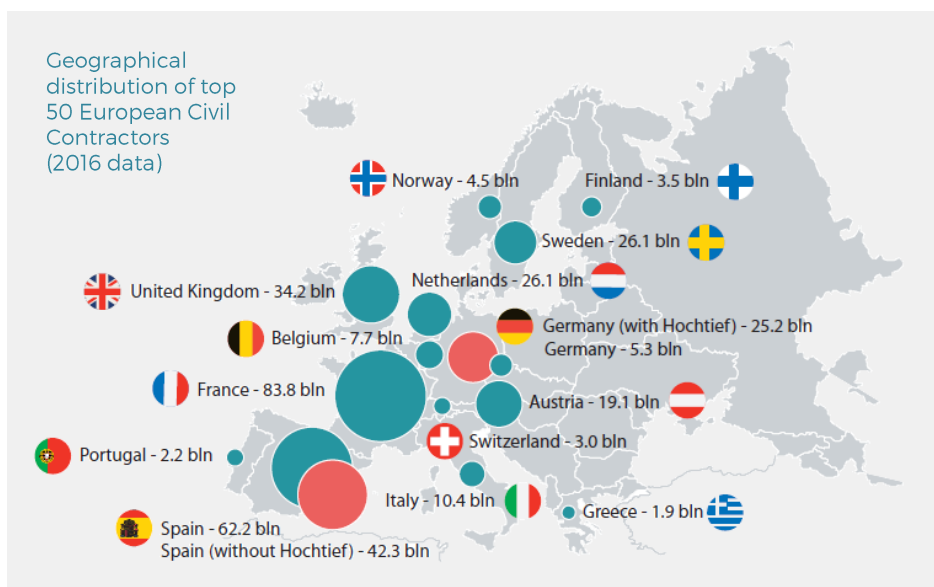 Geographical
distribution of top
50 European Civil
Contractors
(2016 data)
Norway - 4.5 bln
Finland - 3.5 bln
Sweden - 26.1 bln
Netherlands - 26.1 bln
United Kingdom - 34.2 bln
Germany (with Hochtief) - 25.2 bln
Belgium - 7.7 bln
Germany - 5.3 bln
France - 83.8 bln
Austria - 19.1 bln
Switzerland - 3.0 bln
Portugal - 2.2 bln
Italy - 10.4 bln
Greece - 1.9 bln
Spain - 62.2 bln
Spain (without Hochtief) - 42.3 bln